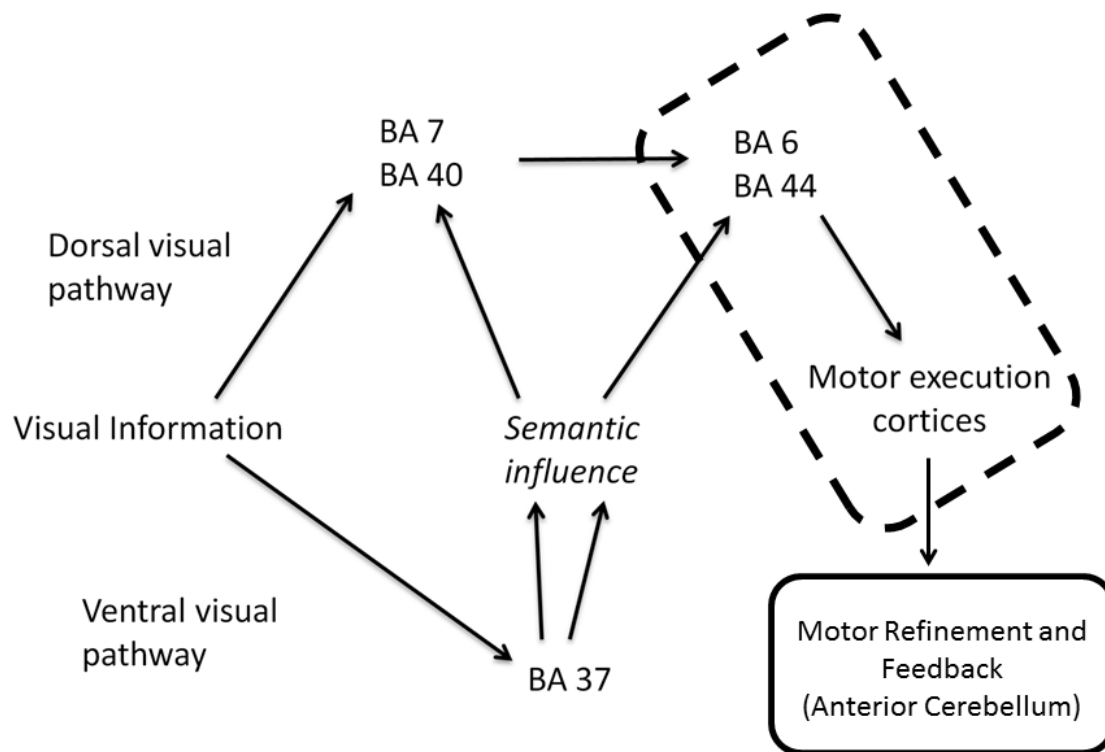 BA 7
BA 40
BA 6
BA 44
Dorsal visual
pathway
Motor execution
cortices
Visual Information
Semantic
influence
Ventral visual
pathway
BA 37
Motor Refinement and
Feedback
(Anterior Cerebellum)